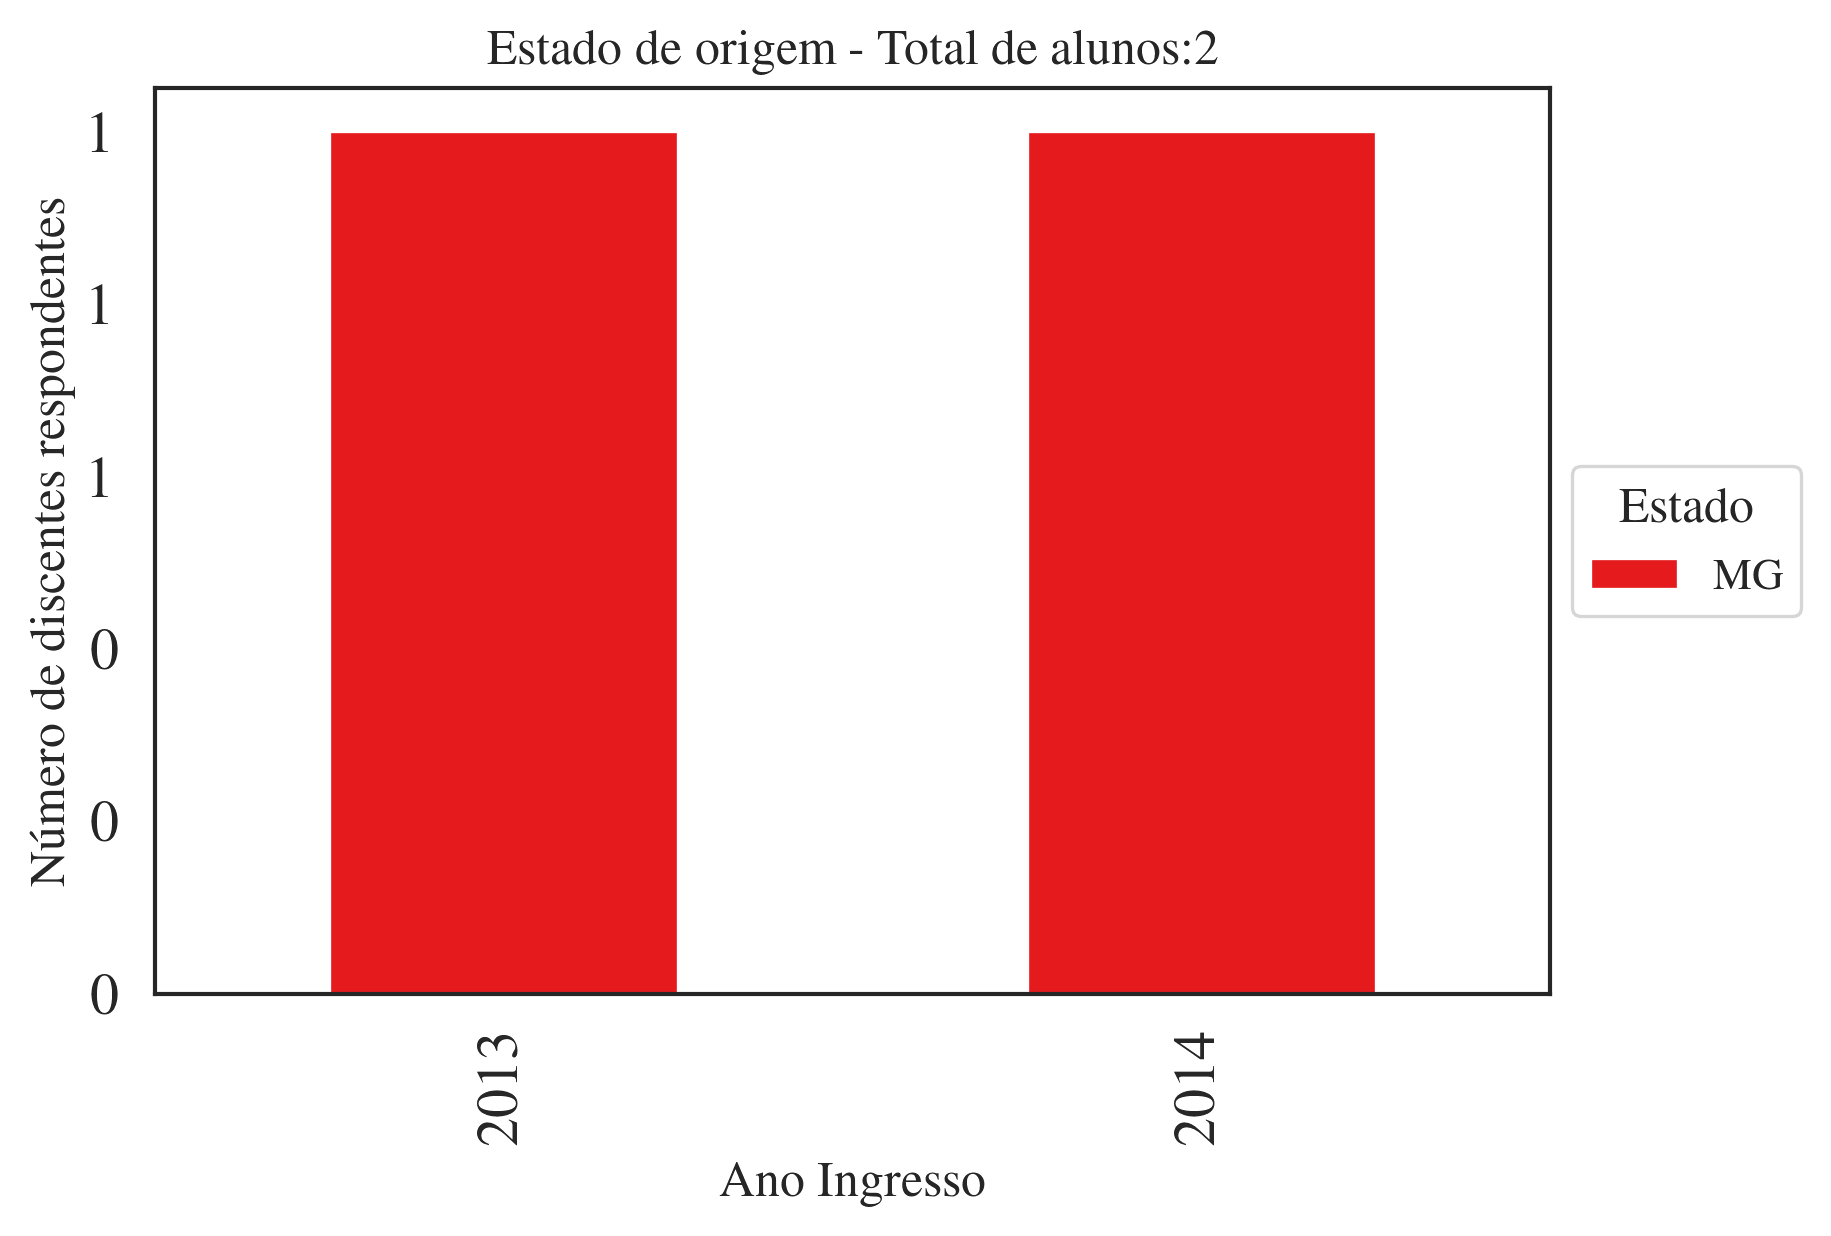 Estado de origem - Total de alunos:2
Número de discentes respondentes
1
1
1
0
0
0
2013
2014
Ano Ingresso
Estado
MG